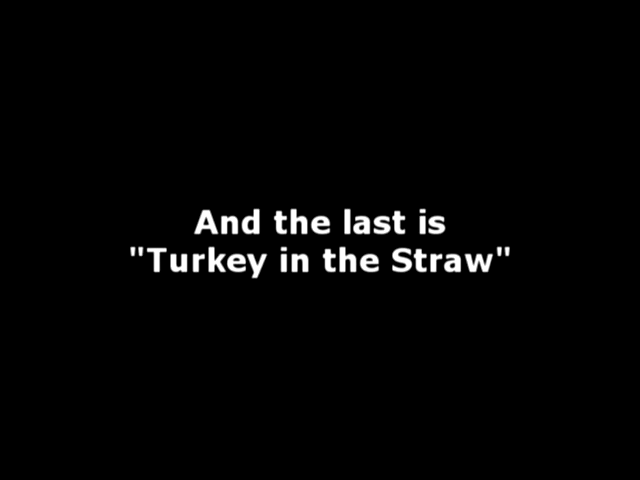 And the last is
"Turkey in the Straw"